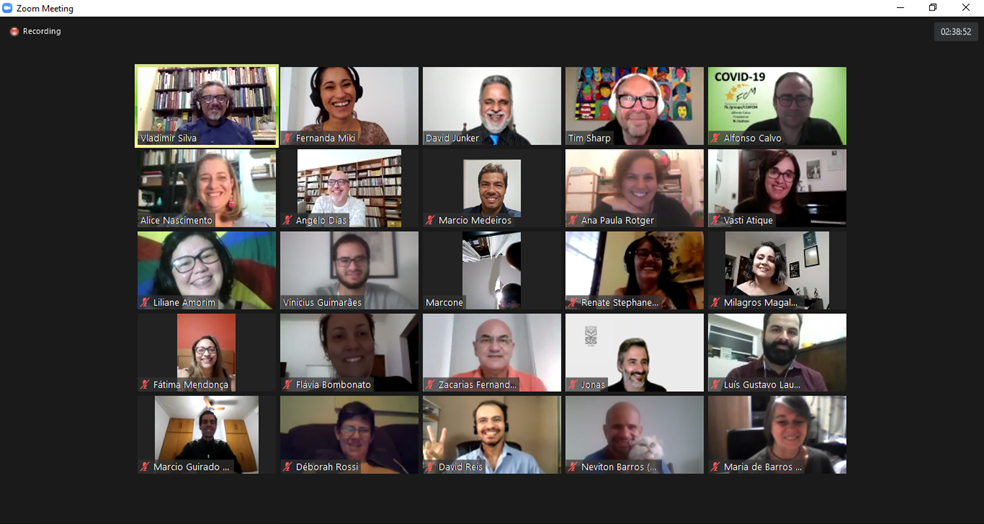 Zoom Meeting
Recording
02:38:52
COVID-19
FCM
Vladimir Silva
Fernanda Miki
David Junker
Tim Sharp
Alfonso Calvo
Alice Nascimento
Angelo Dias
Marcio Medeiros
Ana Paula Rotger
Vasti Atique
Liliane Amorim
Vinicius Guimarães
Marcone
Renate Stephane...
Milagros Magal...
Fátima Mendonça
Flávia Bombonato
Zacarias Fernand...
Jonas
Luís Gustavo Lau...
Marcio Guirado ...
Déborah Rossi
David Reis
Neviton Barros (...
Maria de Barros ...